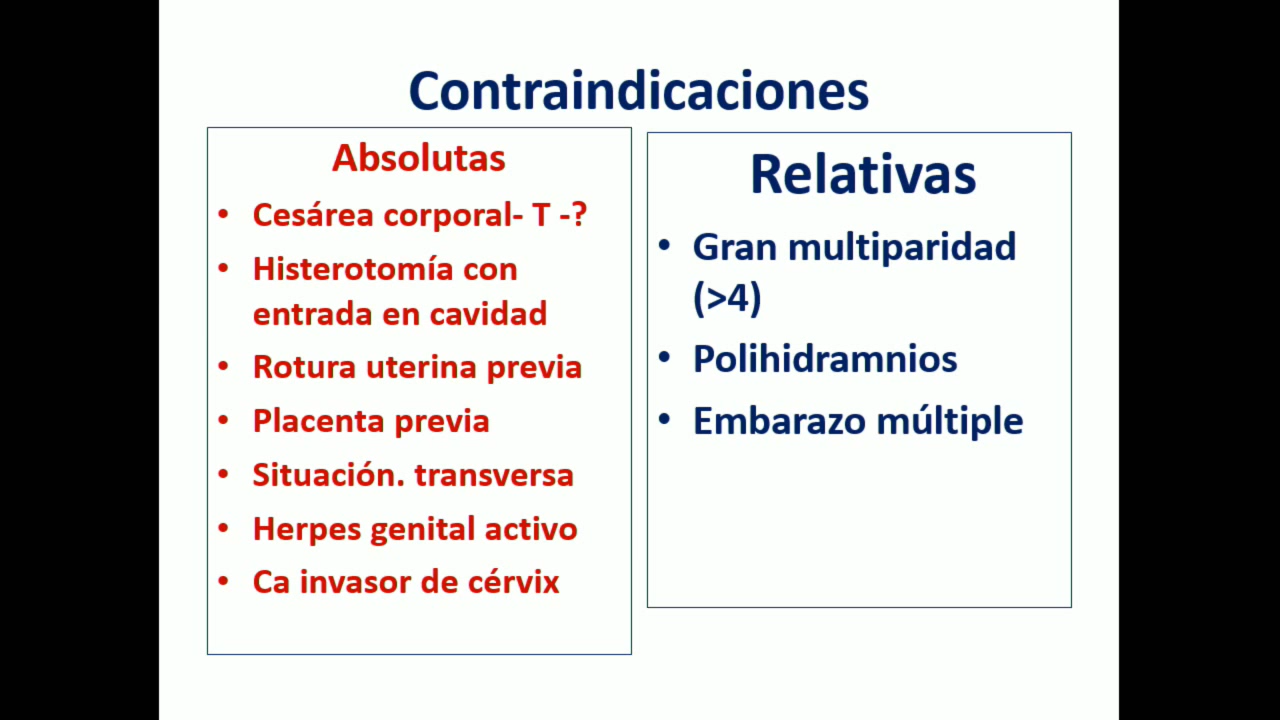 Contraindicaciones
Absolutas
• Cesárea corporal- T -?
• Histerotomía con
entrada en cavidad
• Rotura uterina previa
• Placenta previa
• Situación. transversa
• Herpes genital activo
• Ca invasor de cérvix
Relativas
• Gran multiparidad
(>4)
• Polihidramnios
• Embarazo múltiple